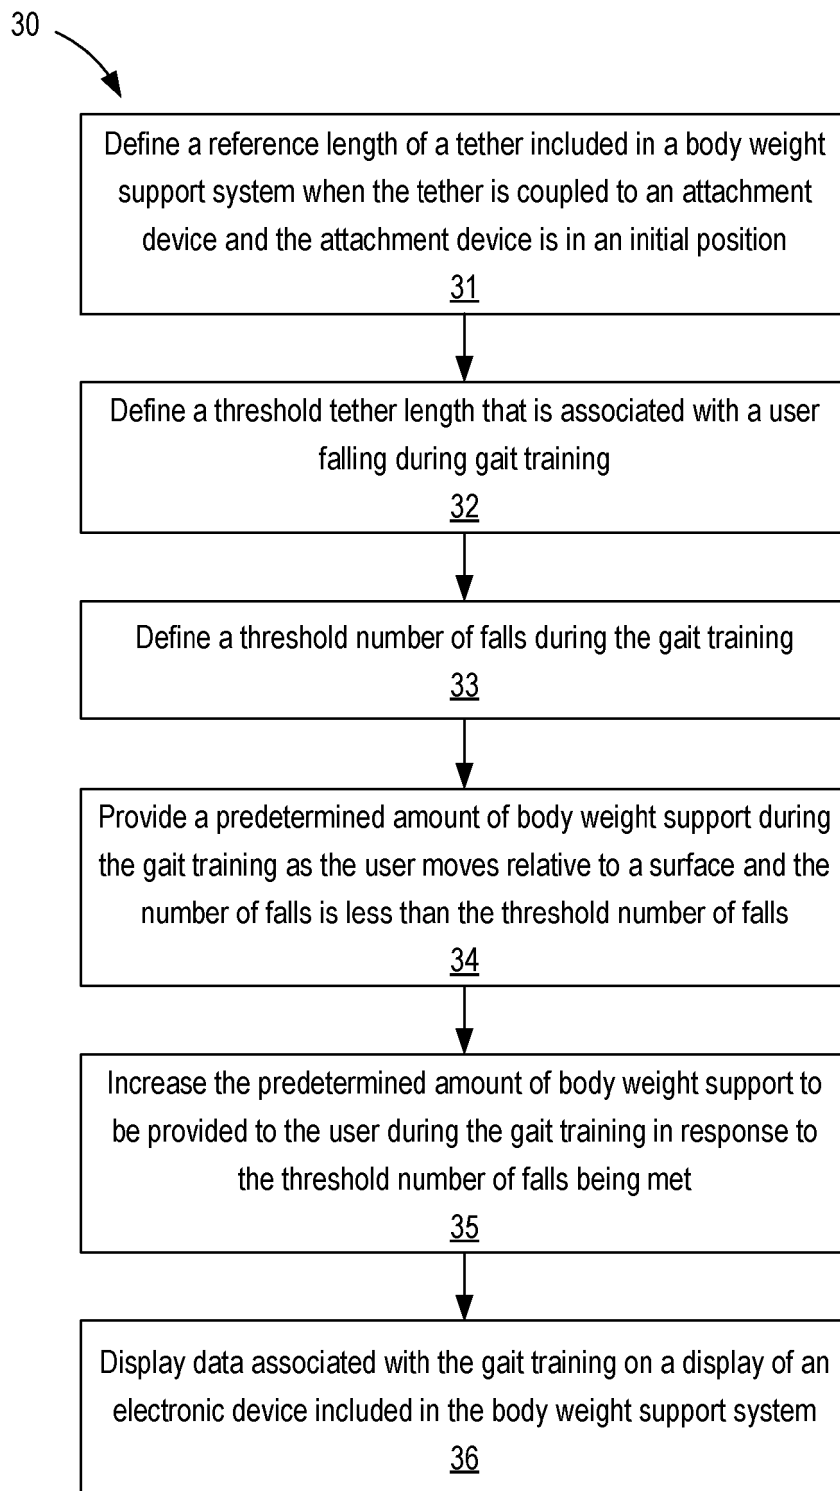 30
Define a reference length of a tether included in a body weight
support system when the tether is coupled to an attachment
device and the attachment device is in an initial position
31
Define a threshold tether length that is associated with a user
falling during gait training
32
Define a threshold number of falls during the gait training
33
Provide a predetermined amount of body weight support during
the gait training as the user moves relative to a surface and the
number of falls is less than the threshold number of falls
34
Increase the predetermined amount of body weight support to
be provided to the user during the gait training in response to
the threshold number of falls being met
35
Display data associated with the gait training on a display of an
electronic device included in the body weight support system
36